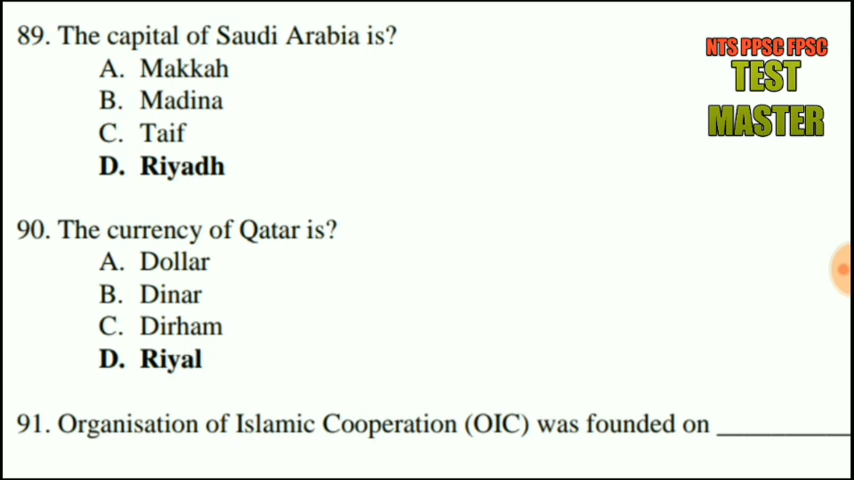 89. The capital of Saudi Arabia is?
A. Makkah
B. Madina
C. Taif
D. Riyadh
NTS PPSC FPSC
TEST
MASTER
90. The currency of Qatar is?
A. Dollar
B. Dinar
C. Dirham
D. Riyal
91. Organisation of Islamic Cooperation (OIC) was founded on __________